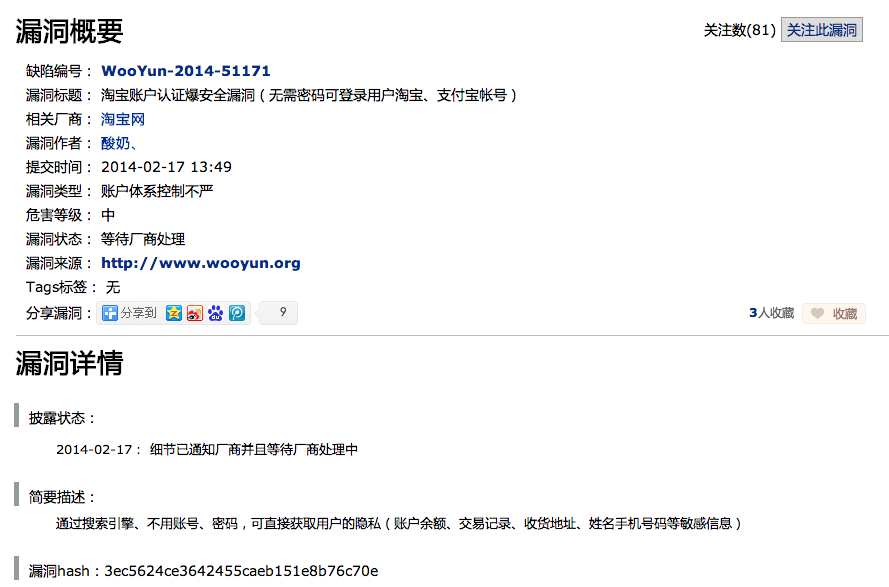 漏洞概要
关注数(81) 关注此漏洞
缺陷编号： WooYun-2014-51171
漏洞标题： 淘宝账户认证爆安全漏洞（无需密码可登录用户淘宝、支付宝帐号）
相关厂商： 淘宝网
漏洞作者： 酸奶、
提交时间： 2014-02-17 13:49
漏洞类型： 账户体系控制不严
危害等级： 中
漏洞状态： 等待厂商处理
漏洞来源： http://www.wooyun.org
Tags标签： 无
分享漏洞： 分享到 9
3人收藏 收藏
漏洞详情
披露状态：
2014-02-17： 细节已通知厂商并且等待厂商处理中
简要描述：
通过搜索引擎、不用账号、密码，可直接获取用户的隐私（账户余额、交易记录、收货地址、姓名手机号码等敏感信息）
漏洞hash：3ec5624ce3642455caeb151e8b76c70e